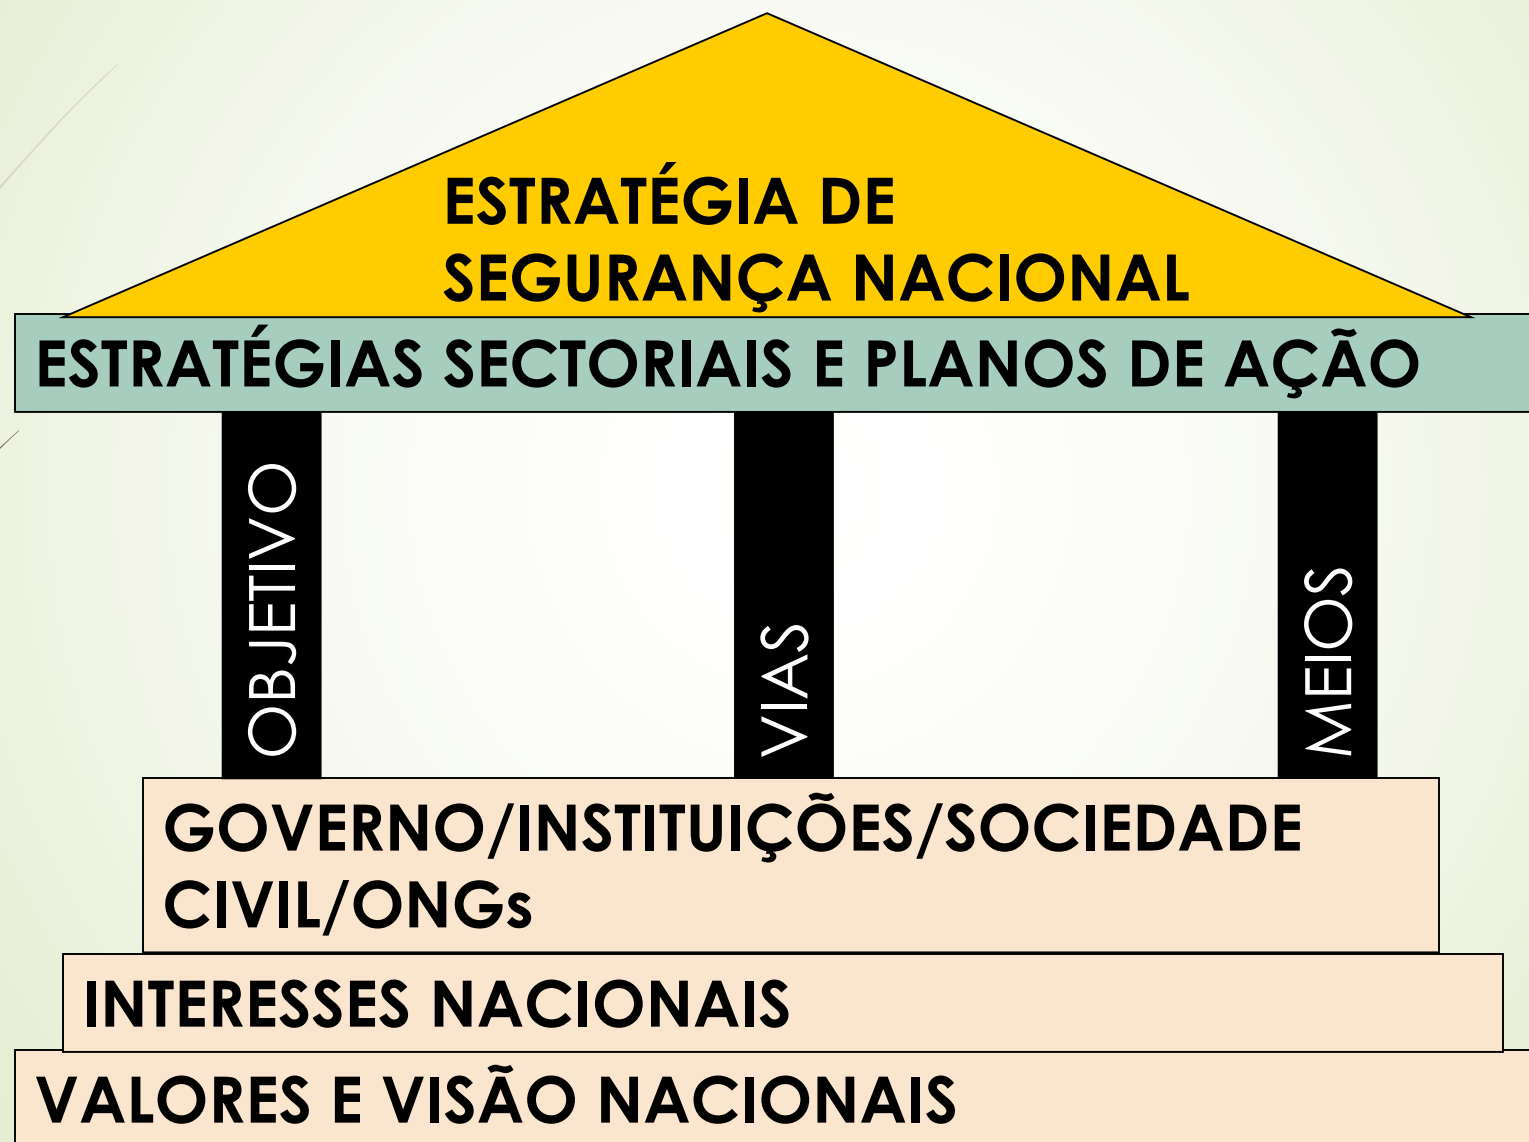 ESTRATÉGIA DE
SEGURANÇA NACIONAL
ESTRATÉGIAS SECTORIAIS E PLANOS DE AÇÃO
OBJETIVO
VIAS
MEIOS
GOVERNO/INSTITUIÇÕES/SOCIEDADE
CIVIL/ONGs
INTERESSES NACIONAIS
VALORES E VISÃO NACIONAIS